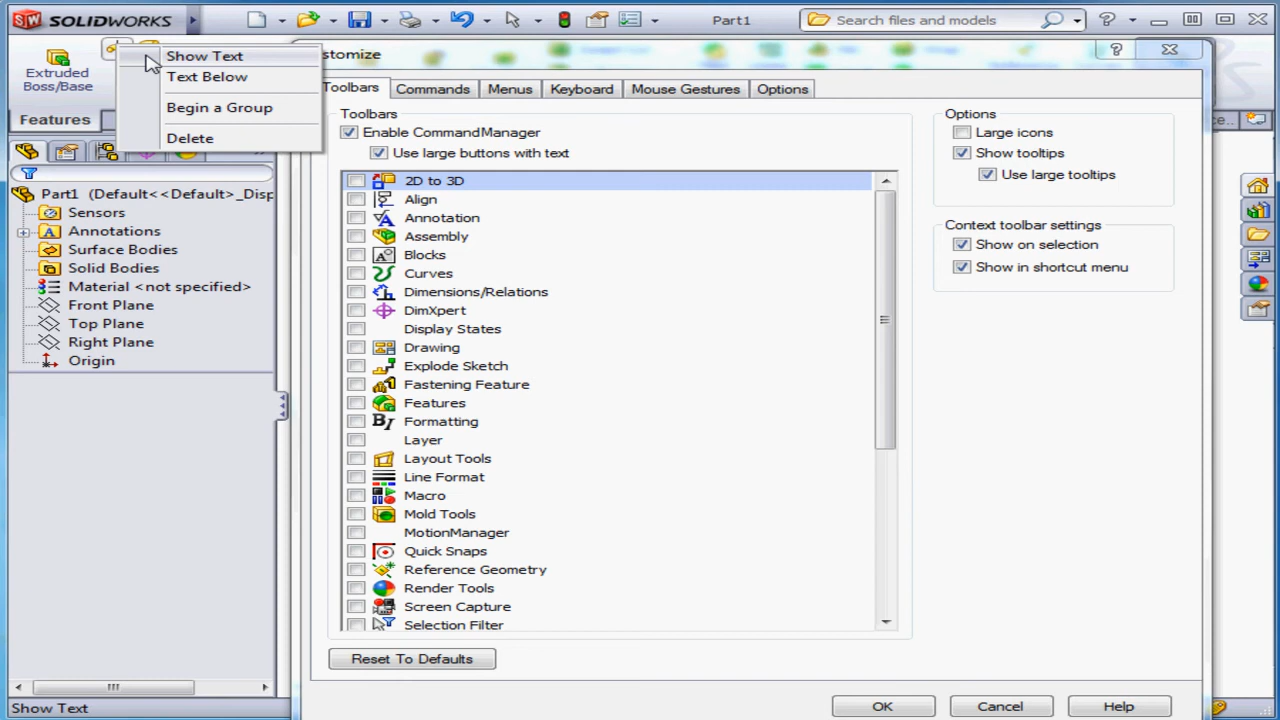 SOLIDWORKS
Part1
Search files and models
Extruded
Boss/Base
Features
Show Text
Text Below
Begin a Group
Delete
stomize
Toolbars
Commands
Menus
Keyboard
Mouse Gestures
Options
Toolbars
Enable CommandManager
Use large buttons with text
2D to 3D
Align
Annotation
Assembly
Blocks
Curves
Dimensions/Relations
DimXpert
Display States
Drawing
Explode Sketch
Fastening Feature
Features
Formatting
Layer
Layout Tools
Line Format
Macro
Mold Tools
MotionManager
Quick Snaps
Reference Geometry
Render Tools
Screen Capture
Selection Filter
Reset To Defaults
Options
Large icons
Show tooltips
Use large tooltips
Context toolbar settings
Show on selection
Show in shortcut menu
Part1 (Default<<Default>_Disp
Sensors
Annotations
Surface Bodies
Solid Bodies
Material <not specified>
Front Plane
Top Plane
Right Plane
Origin
OK
Cancel
Help
Show Text